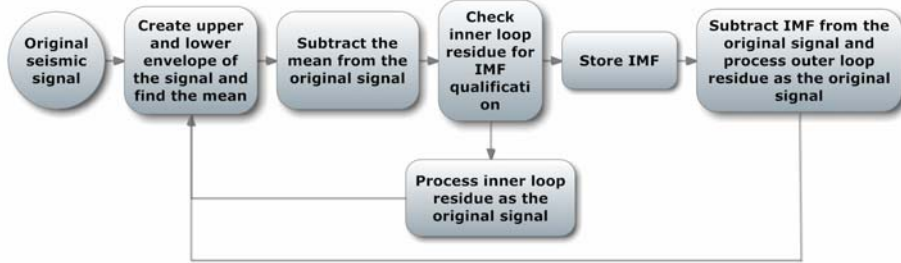 Original
seismic
signal
Create upper
and lower
envelope of
the signal and
find the mean
Subtract the
mean from the
original signal
Check
inner loop
residue for
IMF
qualificati
on
Store IMF
Subtract IMF from the
original signal and
process outer loop
residue as the original
signal
Process inner loop
residue as the
original signal